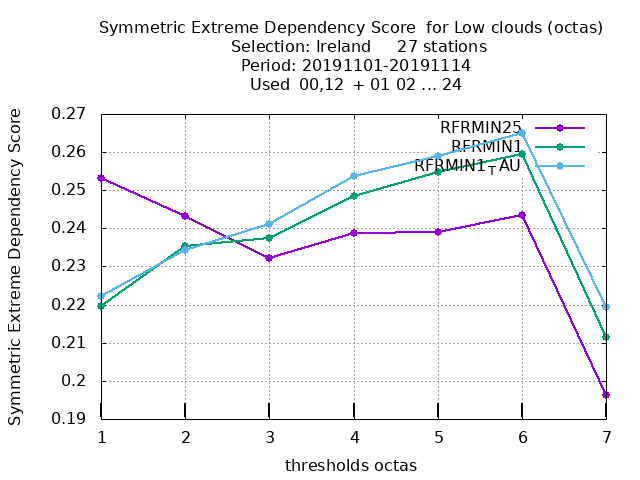 Symmetric Extreme Dependency Score  for Low clouds (octas)
Selection: Ireland     27 stations
Period: 20191101-20191114
Used  00,12  + 01 02 ... 24
Symmetric Extreme Dependency Score
0.27
0.26
0.25
0.24
0.23
0.22
0.21
0.2
0.19
RFRMIN25
RFRMIN1
RFRMIN1TAU
1 2 3 4 5 6 7
thresholds octas